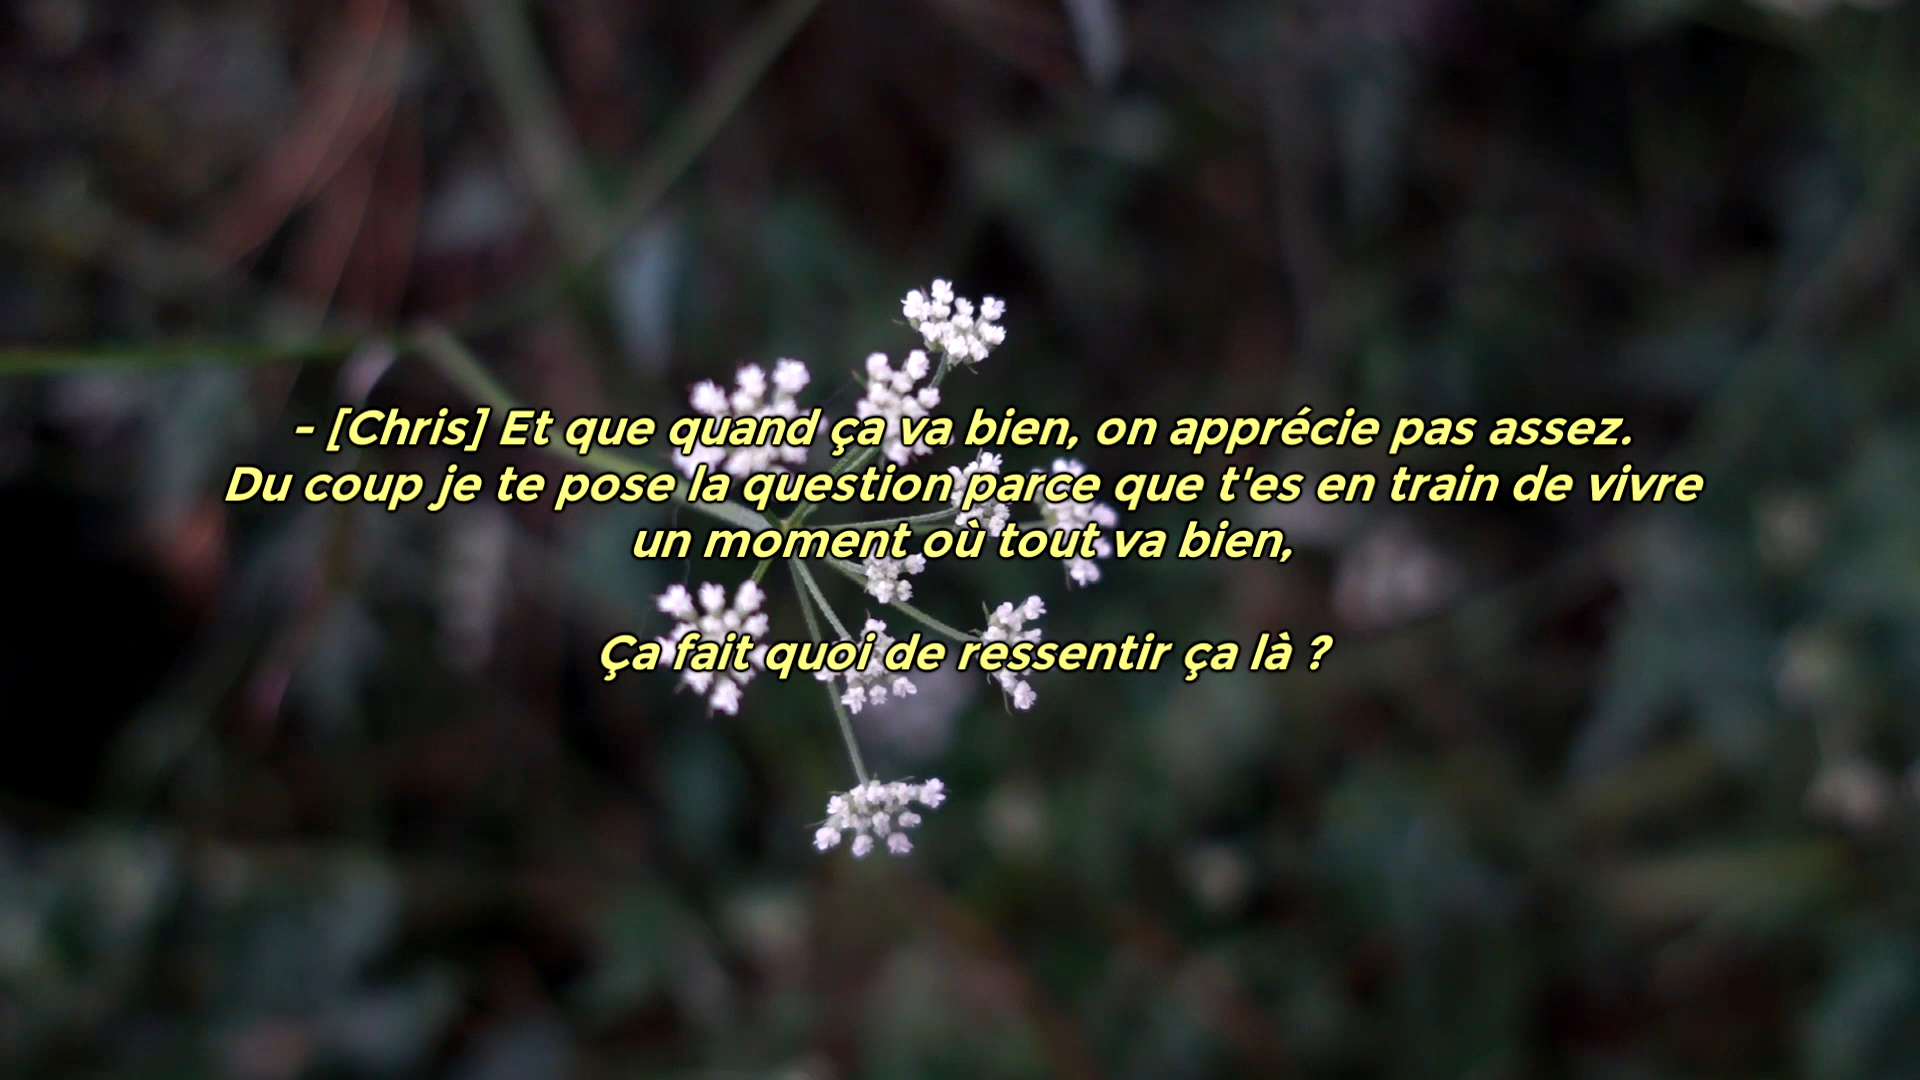 - [Chris] Et que quand ça va bien, on apprécie pas assez.
Du coup je te pose la question parce que t'es en train de vivre
un moment où tout va bien,
Ça fait quoi de ressentir ça là ?